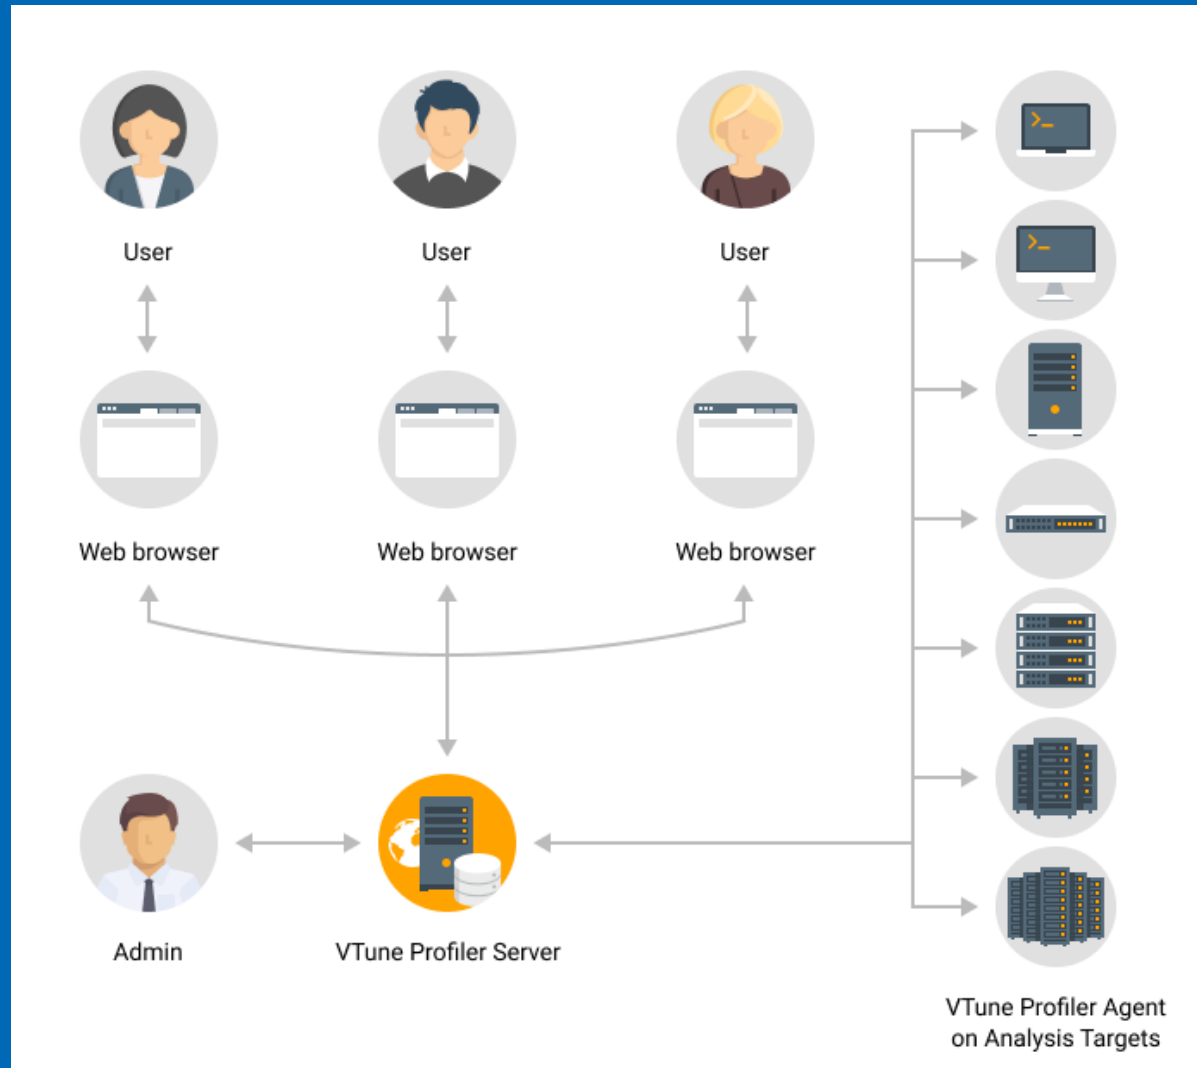 User
User
User
Web browser
Web browser
Web browser
Admin
VTune Profiler Server
VTune Profiler Agent
on Analysis Targets